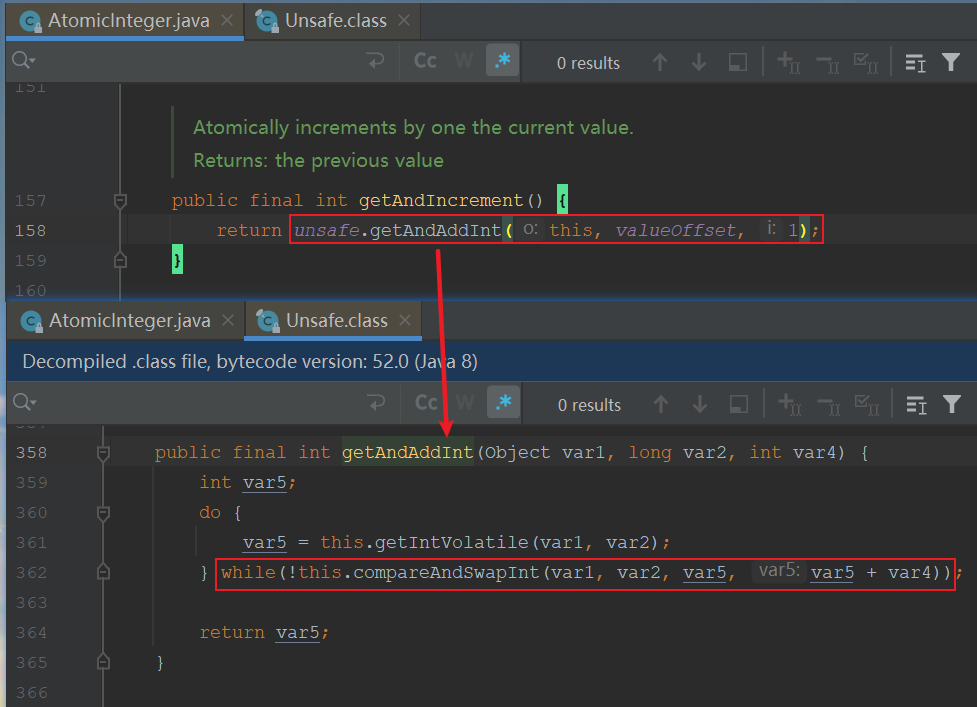 AtomicInteger.java Unsafe.class
Cc W .* 0 results
151
Atomically increments by one the current value.
Returns: the previous value
157 public final int getAndIncrement() {
158 return unsafe.getAndAddInt( o: this, valueOffset, i: 1);
159 }
160
AtomicInteger.java Unsafe.class
Decompiled .class file, bytecode version: 52.0 (Java 8)
Cc W .* 0 results
358 public final int getAndAddInt(Object var1, long var2, int var4) {
359 int var5;
360 do {
361 var5 = this.getIntVolatile(var1, var2);
362 } while(!this.compareAndSwapInt(var1, var2, var5, var5: var5 + var4));
363
364 return var5;
365 }
366